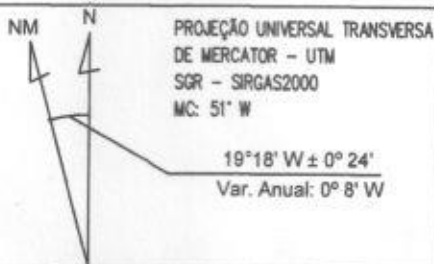 NM
N
PROJEÇÃO UNIVERSAL TRANSVERSA
DE MERCATOR - UTM
SGR - SIRGAS2000
MC: 51° W
19°18' W ± 0° 24'
Var. Anual: 0° 8' W